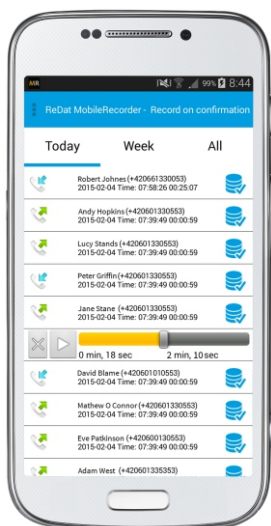 MR 99% 8:44
ReDat MobileRecorder - Record on confirmation
Today Week All
Robert Johnes (+420661330053)
2015-02-04 Time: 07:58:26 00:25:07
Andy Hopkins (+420601330553)
2015-02-04 Time: 07:39:49 00:00:59
Lucy Stands (+420601330553)
2015-02-04 Time: 07:39:49 00:00:59
Peter Griffin (+420601330553)
2015-02-04 Time: 07:39:49 00:00:59
Jane Stane (+420601330553)
2015-02-04 Time: 07:39:49 00:00:59
0 min, 18 sec 2 min, 10 sec
David Blame (+420601010553)
2015-02-04 Time: 07:39:49 00:00:59
Mathew O Connor (+420601330553)
2015-02-04 Time: 07:39:49 00:00:59
Eve Patkinson (+420600130553)
2015-02-04 Time: 07:39:49 00:00:59
Adam West (+420601335353)